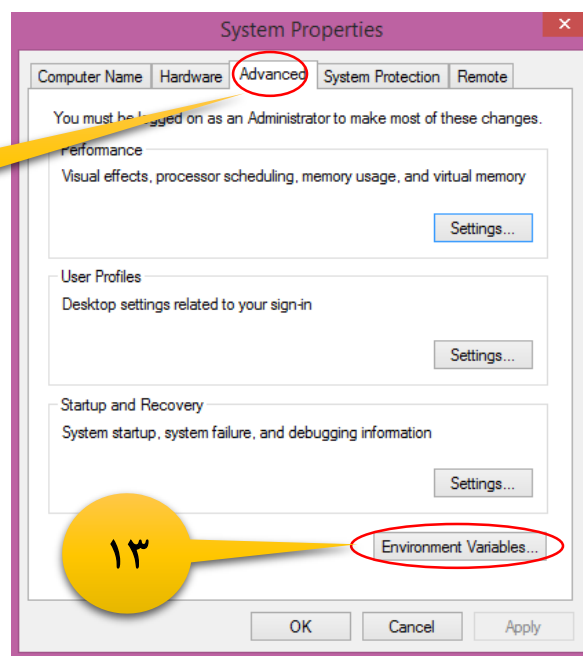 System Properties
Computer Name Hardware Advanced System Protection Remote
You must be logged on as an Administrator to make most of these changes.
Performance
Visual effects, processor scheduling, memory usage, and virtual memory
Settings...
User Profiles
Desktop settings related to your sign-in
Settings...
Startup and Recovery
System startup, system failure, and debugging information
Settings...
۱۳
Environment Variables...
OK Cancel Apply